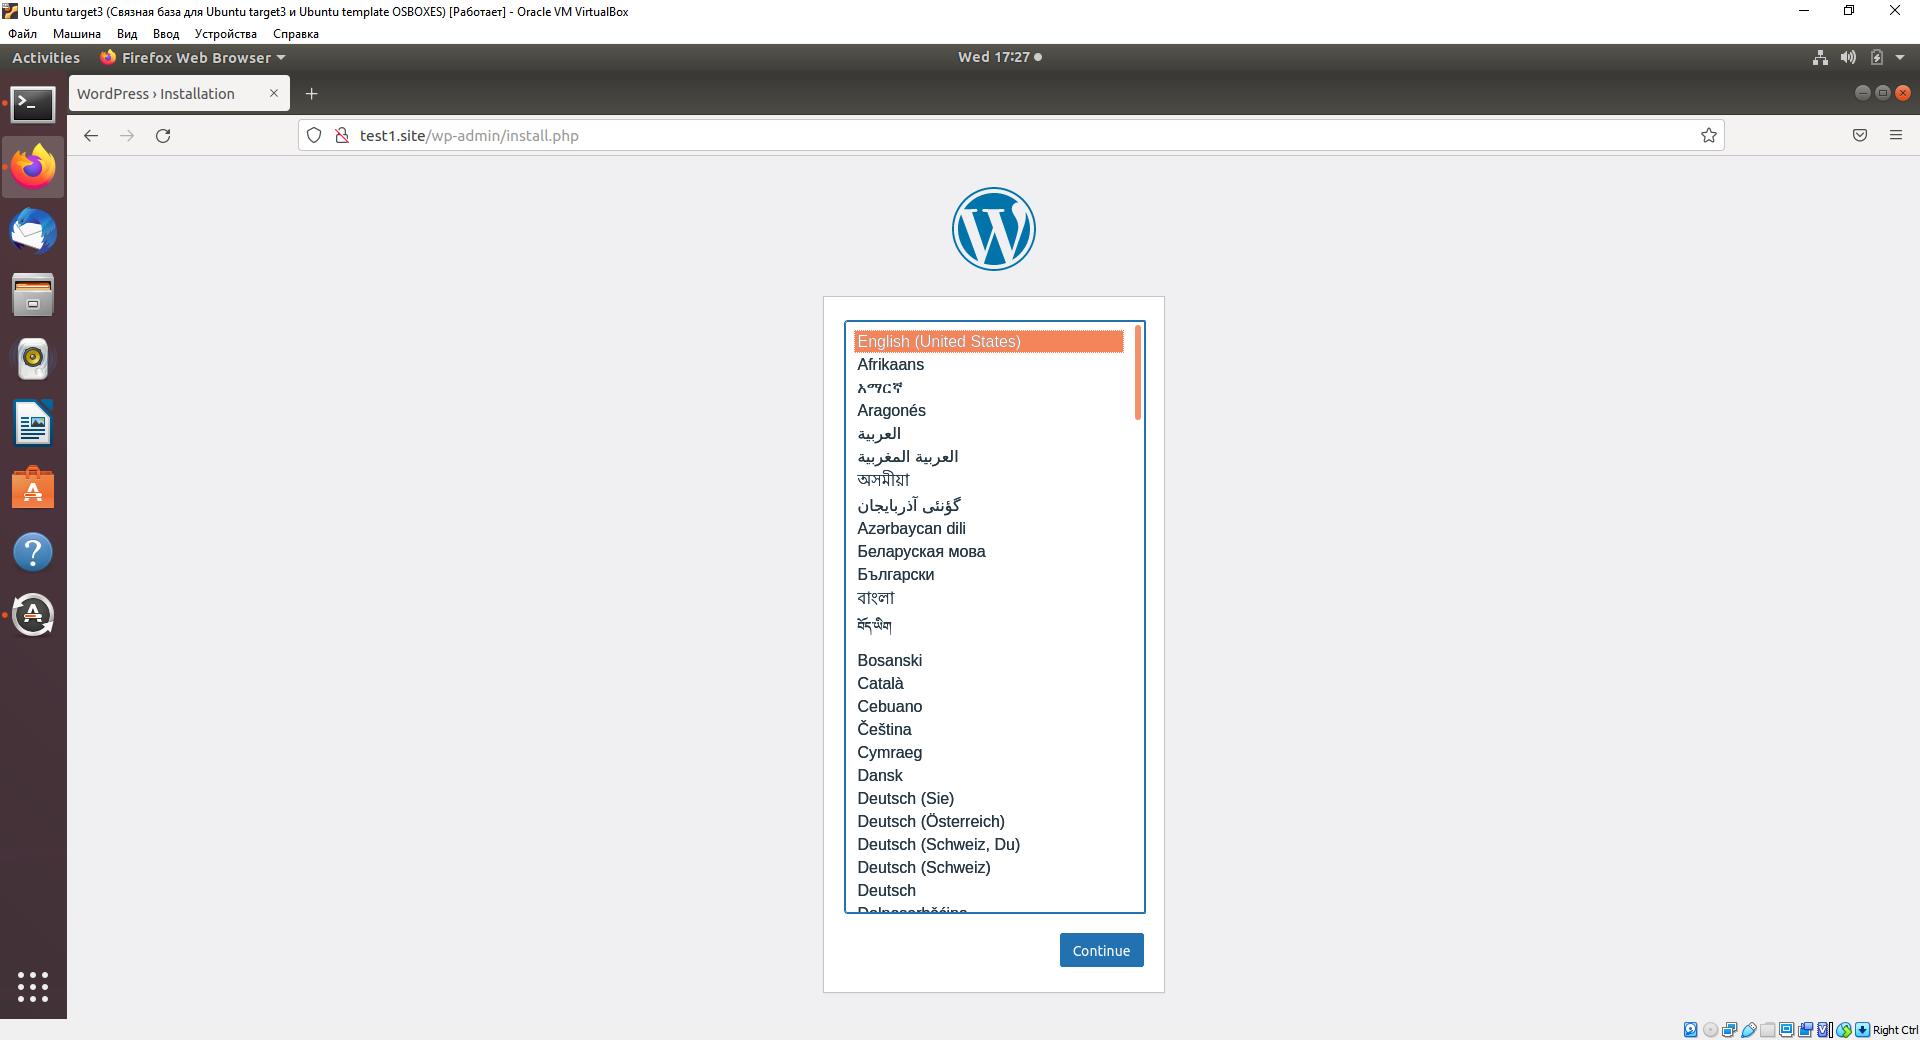 Ubuntu target3 (Связная база для Ubuntu target3 и Ubuntu template OSBOXES) [Работает] - Oracle VM VirtualBox
Файл Машина Вид Ввод Устройства Справка
Activities Firefox Web Browser Wed 17:27
WordPress › Installation
test1.site/wp-admin/install.php
English (United States)
Afrikaans
አማርኛ
Aragonés
العربية
العربية المغربية
অসমীয়া
گؤنئی آذربایجان
Azərbaycan dili
Беларуская мова
Български
বাংলা
བོད་ཡིག
Bosanski
Català
Cebuano
Čeština
Cymraeg
Dansk
Deutsch (Sie)
Deutsch (Österreich)
Deutsch (Schweiz, Du)
Deutsch (Schweiz)
Deutsch
Continue
Right Ctrl